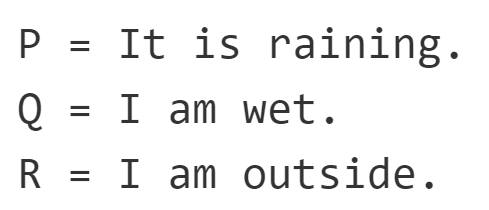 P = It is raining.
Q = I am wet.
R = I am outside.